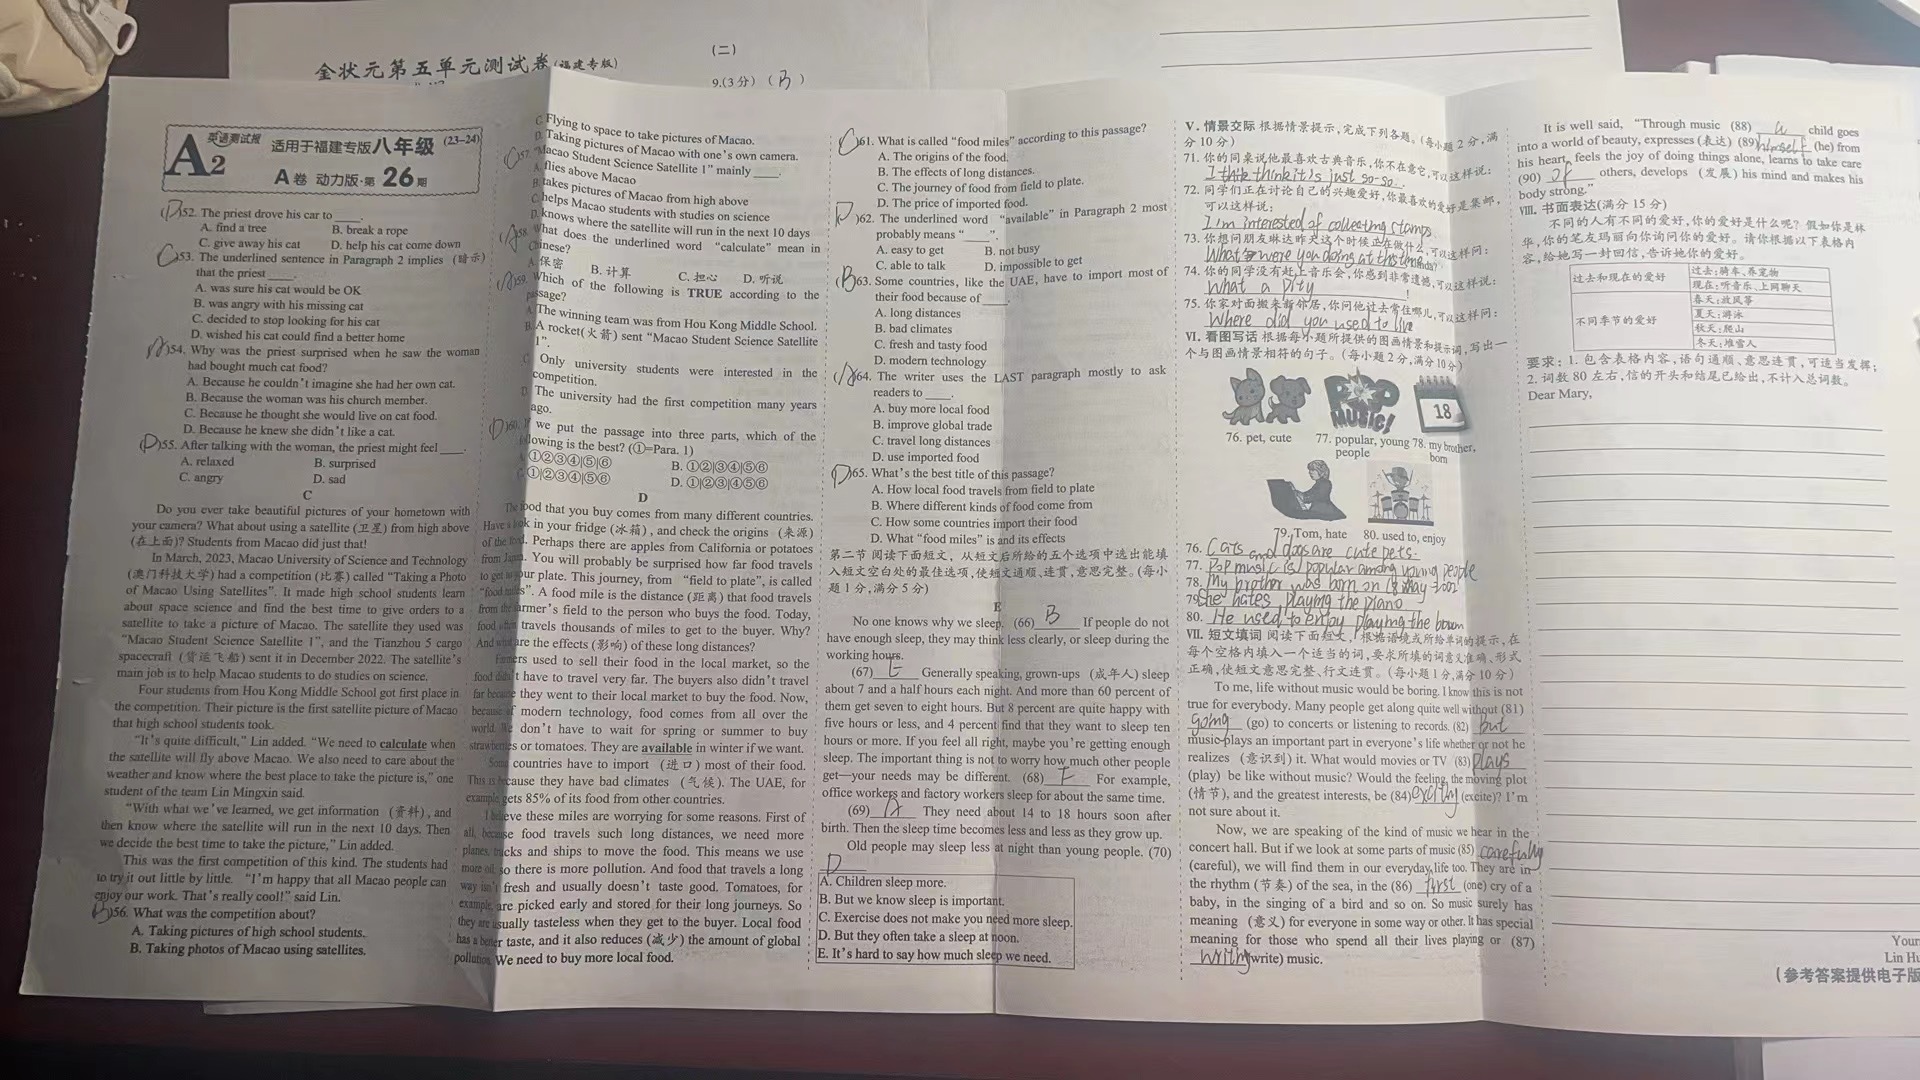 金状元第五单元测试卷(福建专版)
(二)
9.(3分) ( B )
A2
英语测试报
适用于福建专版八年级 (23-24)
A卷 动力版·第26期
(D)52. The priest drove his car to ____.
A. find a tree B. break a rope
C. give away his cat D. help his cat come down
(C)53. The underlined sentence in Paragraph 2 implies (暗示)
that the priest ____.
A. was sure his cat would be OK
B. was angry with his missing cat
C. decided to stop looking for his cat
D. wished his cat could find a better home
(A)54. Why was the priest surprised when he saw the woman
had bought much cat food?
A. Because he couldn't imagine she had her own cat.
B. Because the woman was his church member.
C. Because he thought she would live on cat food.
D. Because he knew she didn't like a cat.
(D)55. After talking with the woman, the priest might feel ____.
A. relaxed B. surprised
C. angry D. sad
C
Do you ever take beautiful pictures of your hometown with
your camera? What about using a satellite (卫星) from high above
(在上面)? Students from Macao did just that!
In March, 2023, Macao University of Science and Technology
(澳门科技大学) had a competition (比赛) called "Taking a Photo
of Macao Using Satellites". It made high school students learn
about space science and find the best time to give orders to a
satellite to take a picture of Macao. The satellite they used was
"Macao Student Science Satellite 1", and the Tianzhou 5 cargo
spacecraft (货运飞船) sent it in December 2022. The satellite's
main job is to help Macao students to do studies on science.
Four students from Hou Kong Middle School got first place in
the competition. Their picture is the first satellite picture of Macao
that high school students took.
"It's quite difficult," Lin added. "We need to calculate when
the satellite will fly above Macao. We also need to care about the
weather and know where the best place to take the picture is," one
student of the team Lin Mingxin said.
"With what we've learned, we get information (资料), and
then know where the satellite will run in the next 10 days. Then
we decide the best time to take the picture," Lin added.
This was the first competition of this kind. The students had
to try it out little by little. "I'm happy that all Macao people can
enjoy our work. That's really cool!" said Lin.
(B)56. What was the competition about?
A. Taking pictures of high school students.
B. Taking photos of Macao using satellites.
C. Flying to space to take pictures of Macao.
D. Taking pictures of Macao with one's own camera.
(C)57. "Macao Student Science Satellite 1" mainly ____.
A. flies above Macao
B. takes pictures of Macao from high above
C. helps Macao students with studies on science
D. knows where the satellite will run in the next 10 days
(A)58. What does the underlined word "calculate" mean in
Chinese?
A. 保密 B. 计算 C. 担心 D. 听说
(A)59. Which of the following is TRUE according to the
passage?
A. The winning team was from Hou Kong Middle School.
B. A rocket(火箭) sent "Macao Student Science Satellite
1".
C. Only university students were interested in the
competition.
D. The university had the first competition many years
ago.
(D)60. If we put the passage into three parts, which of the
following is the best? (①=Para. 1)
A. ①②③④|⑤|⑥ B. ①②|③④|⑤⑥
C. ①|②③④|⑤⑥ D. ①|②|③④⑤⑥
D
The food that you buy comes from many different countries.
Have a look in your fridge (冰箱), and check the origins (来源)
of the food. Perhaps there are apples from California or potatoes
from Japan. You will probably be surprised how far food travels
to get to your plate. This journey, from "field to plate", is called
"food miles". A food mile is the distance (距离) that food travels
from the farmer's field to the person who buys the food. Today,
food often travels thousands of miles to get to the buyer. Why?
And what are the effects (影响) of these long distances?
Farmers used to sell their food in the local market, so the
food didn't have to travel very far. The buyers also didn't travel
far because they went to their local market to buy the food. Now,
because of modern technology, food comes from all over the
world. We don't have to wait for spring or summer to buy
strawberries or tomatoes. They are available in winter if we want.
Some countries have to import (进口) most of their food.
This is because they have bad climates (气候). The UAE, for
example, gets 85% of its food from other countries.
I believe these miles are worrying for some reasons. First of
all, because food travels such long distances, we need more
planes, trucks and ships to move the food. This means we use
more oil, so there is more pollution. And food that travels a long
way isn't fresh and usually doesn't taste good. Tomatoes, for
example, are picked early and stored for their long journeys. So
they are usually tasteless when they get to the buyer. Local food
has a better taste, and it also reduces (减少) the amount of global
pollution. We need to buy more local food.
(C)61. What is called "food miles" according to this passage?
A. The origins of the food.
B. The effects of long distances.
C. The journey of food from field to plate.
D. The price of imported food.
(D)62. The underlined word "available" in Paragraph 2 most
probably means "____".
A. easy to get B. not busy
C. able to talk D. impossible to get
(B)63. Some countries, like the UAE, have to import most of
their food because of ____.
A. long distances
B. bad climates
C. fresh and tasty food
D. modern technology
(A)64. The writer uses the LAST paragraph mostly to ask
readers to ____.
A. buy more local food
B. improve global trade
C. travel long distances
D. use imported food
(D)65. What's the best title of this passage?
A. How local food travels from field to plate
B. Where different kinds of food come from
C. How some countries import their food
D. What "food miles" is and its effects
第二节 阅读下面短文, 从短文后所给的五个选项中选出能填
入短文空白处的最佳选项, 使短文通顺、连贯, 意思完整。(每小
题1分, 满分5分)
E
No one knows why we sleep. (66) B If people do not
have enough sleep, they may think less clearly, or sleep during the
working hours.
(67) E Generally speaking, grown-ups (成年人) sleep
about 7 and a half hours each night. And more than 60 percent of
them get seven to eight hours. But 8 percent are quite happy with
five hours or less, and 4 percent find that they want to sleep ten
hours or more. If you feel all right, maybe you're getting enough
sleep. The important thing is not to worry how much other people
get—your needs may be different. (68) E For example,
office workers and factory workers sleep for about the same time.
(69) A They need about 14 to 18 hours soon after
birth. Then the sleep time becomes less and less as they grow up.
Old people may sleep less at night than young people. (70)
D
A. Children sleep more.
B. But we know sleep is important.
C. Exercise does not make you need more sleep.
D. But they often take a sleep at noon.
E. It's hard to say how much sleep we need.
V. 情景交际 根据情景提示, 完成下列各题。(每小题2分, 满
分10分)
71. 你的同桌说他最喜欢古典音乐, 你不在意它, 可以这样说:
I think it's just so-so.
72. 同学们正在讨论自己的兴趣爱好, 你最喜欢的爱好是集邮,
可以这样说:
I'm interested of collecting stamps
73. 你想问朋友琳达昨天这个时候正在做什么, 可以这样问:
What were you doing at this time
74. 你的同学没有赶上音乐会, 你感到非常遗憾, 可以这样说:
What a pity !
75. 你家对面搬来新邻居, 你问他过去常住哪儿, 可以这样问:
Where did you used to live
VI. 看图写话 根据每小题所提供的图画情景和提示词, 写出一
个与图画情景相符的句子。(每小题2分, 满分10分)
POP MUSIC!
18
76. pet, cute 77. popular, young people 78. my brother, born
79. Tom, hate 80. used to, enjoy
76. Cats and dogs are cute pets.
77. Pop music is popular among young people
78. My brother was born on 18 May
79. She hates playing the piano
80. He used to enjoy playing the
VII. 短文填词 阅读下面短文, 根据语境或所给单词的提示, 在
每个空格内填入一个适当的词, 要求所填的词意义准确、形式
正确, 使短文意思完整、行文连贯。(每小题1分, 满分10分)
To me, life without music would be boring. I know this is not
true for everybody. Many people get along quite well without (81)
going (go) to concerts or listening to records. (82) But
music plays an important part in everyone's life whether or not he
realizes (意识到) it. What would movies or TV (83) plays
(play) be like without music? Would the feeling, the moving plot
(情节), and the greatest interests, be (84) excity (excite)? I'm
not sure about it.
Now, we are speaking of the kind of music we hear in the
concert hall. But if we look at some parts of music (85) carefully
(careful), we will find them in our everyday life too. They are in
the rhythm (节奏) of the sea, in the (86) first (one) cry of a
baby, in the singing of a bird and so on. So music surely has
meaning (意义) for everyone in some way or other. It has special
meaning for those who spend all their lives playing or (87)
writing (write) music.
It is well said, "Through music (88) a child goes
into a world of beauty, expresses (表达) (89) himself (he) from
his heart, feels the joy of doing things alone, learns to take care
(90) of others, develops (发展) his mind and makes his
body strong."
VIII. 书面表达(满分15分)
不同的人有不同的爱好, 你的爱好是什么呢? 假如你是林
华, 你的笔友玛丽向你询问你的爱好。请你根据以下表格内
容, 给她写一封回信, 告诉她你的爱好。
过去和现在的爱好 过去: 骑车、养宠物
现在: 听音乐、上网聊天
不同季节的爱好 春天: 放风筝
夏天: 游泳
秋天: 爬山
冬天: 堆雪人
要求: 1. 包含表格内容, 语句通顺、意思连贯, 可适当发挥;
2. 词数80左右, 信的开头和结尾已给出, 不计入总词数。
Dear Mary,
Your
Lin Hu
(参考答案提供电子版